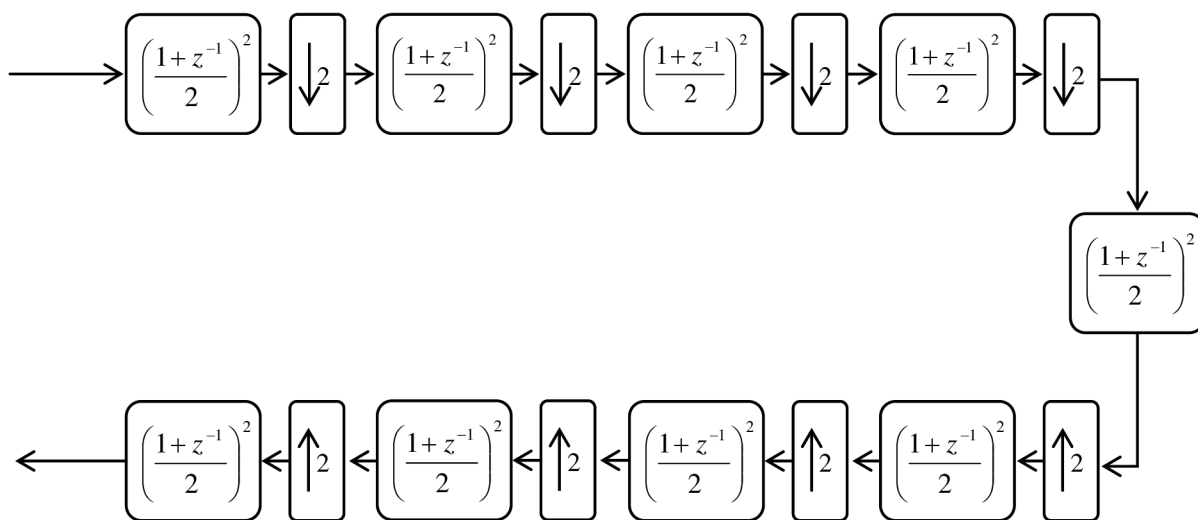 ((1 + z^{-1})/2)^2 ↓2 ((1 + z^{-1})/2)^2 ↓2 ((1 + z^{-1})/2)^2 ↓2 ((1 + z^{-1})/2)^2 ↓2
((1 + z^{-1})/2)^2
((1 + z^{-1})/2)^2 ↑2 ((1 + z^{-1})/2)^2 ↑2 ((1 + z^{-1})/2)^2 ↑2 ((1 + z^{-1})/2)^2 ↑2